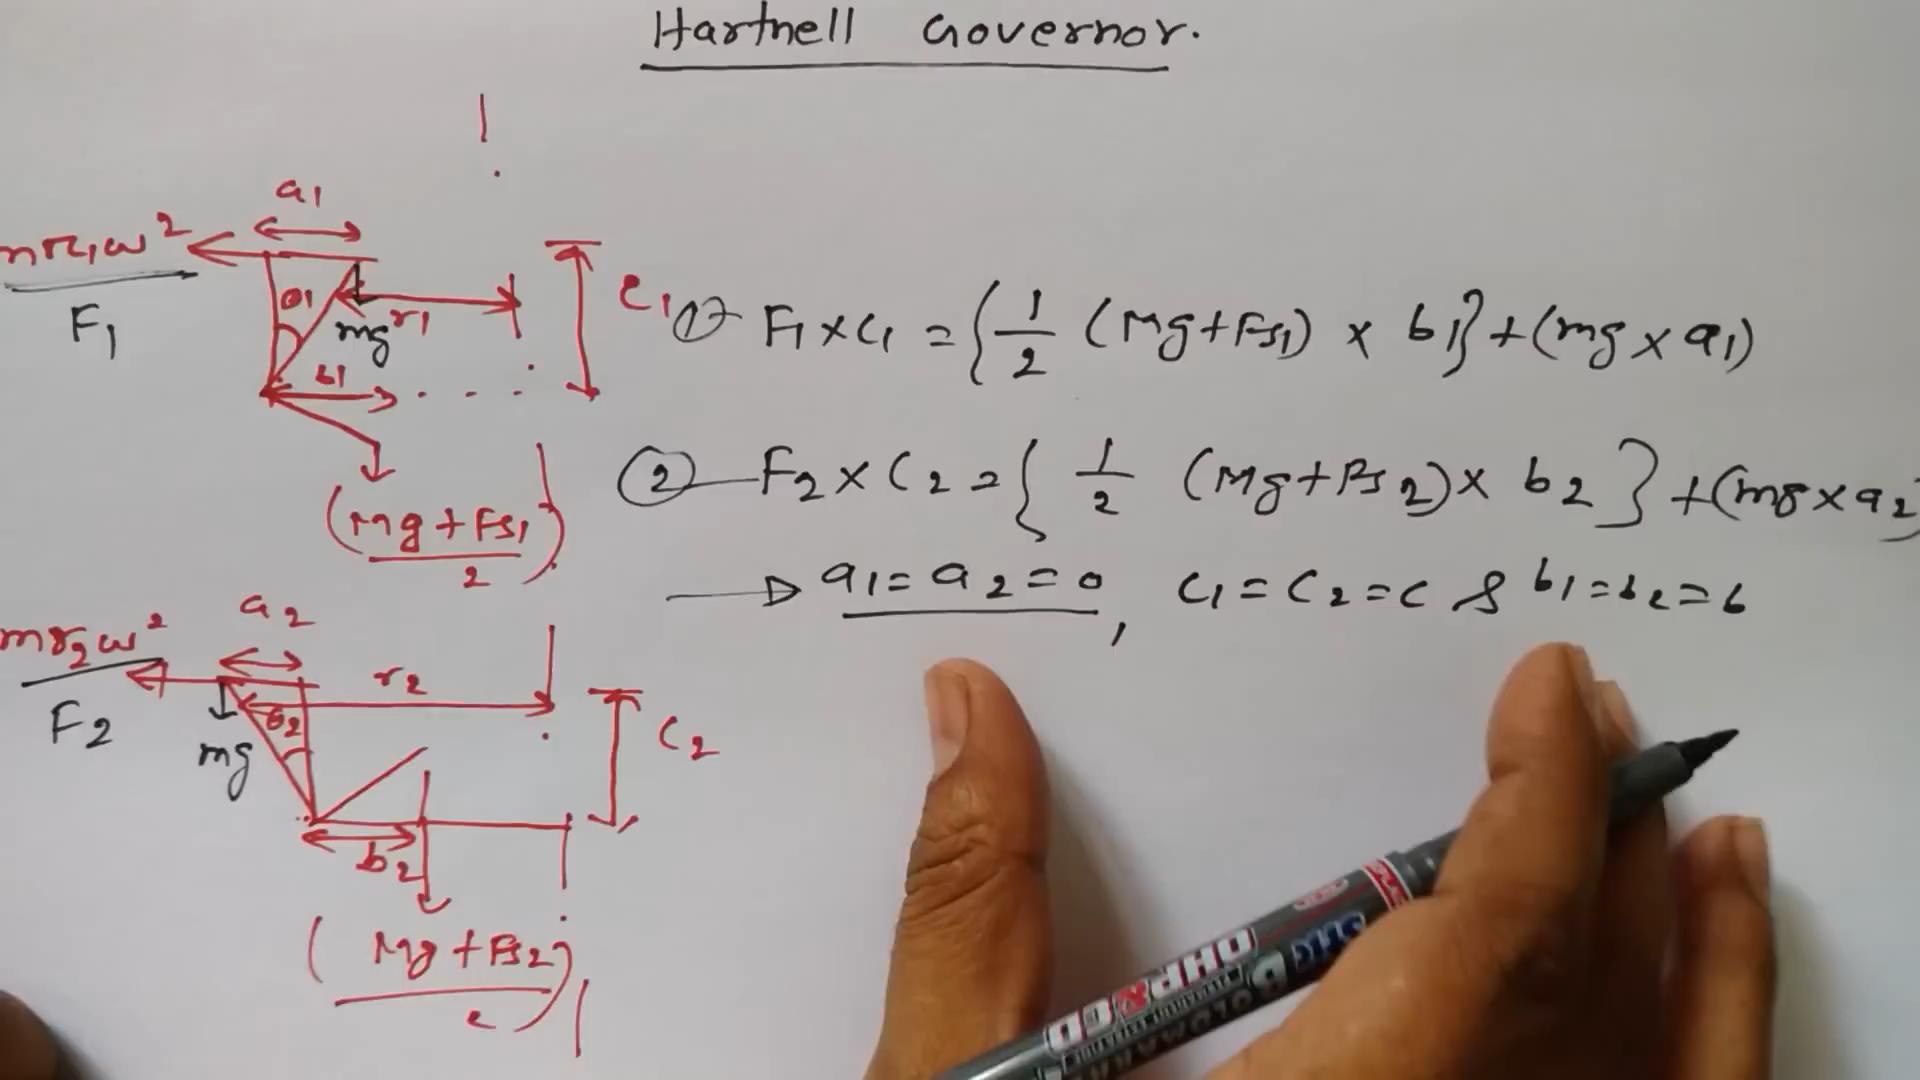 Hartnell Governor.
a1
mr1ω²
F1
θ1
mg
r1
b1
C1
(Mg+Fs1)
2
① F1×C1 = {1/2 (Mg+Fs1) × b1}+(mg×a1)
② F2×C2 = {1/2 (Mg+Fs2)× b2}+(mg×a2)
→ a1=a2=0, C1=C2=C & b1=b2=b
a2
mr2ω²
F2
mg
θ2
r2
C2
b2
(Mg+Fs2)
2
OHP&CD